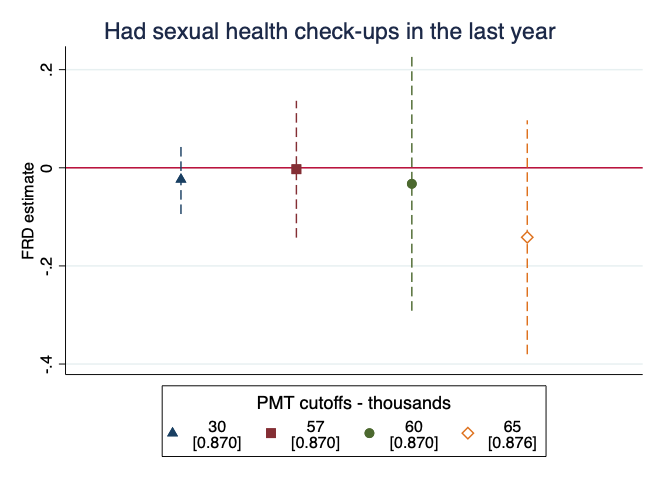 Had sexual health check-ups in the last year
FRD estimate
.2
0
-.2
-.4
PMT cutoffs - thousands
30 57 60 65
[0.870] [0.870] [0.870] [0.876]